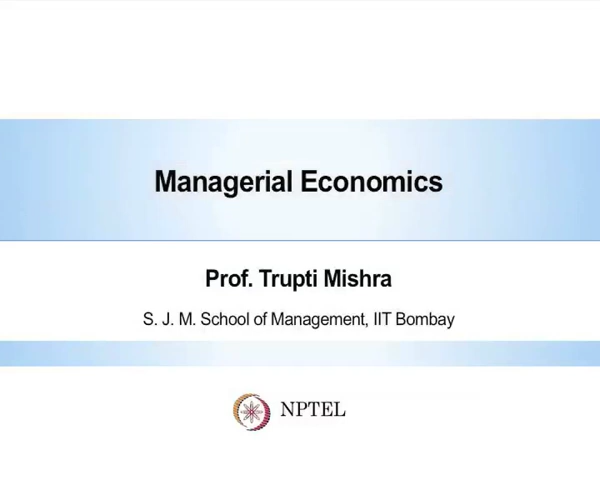 Managerial Economics
Prof. Trupti Mishra
S. J. M. School of Management, IIT Bombay
NPTEL